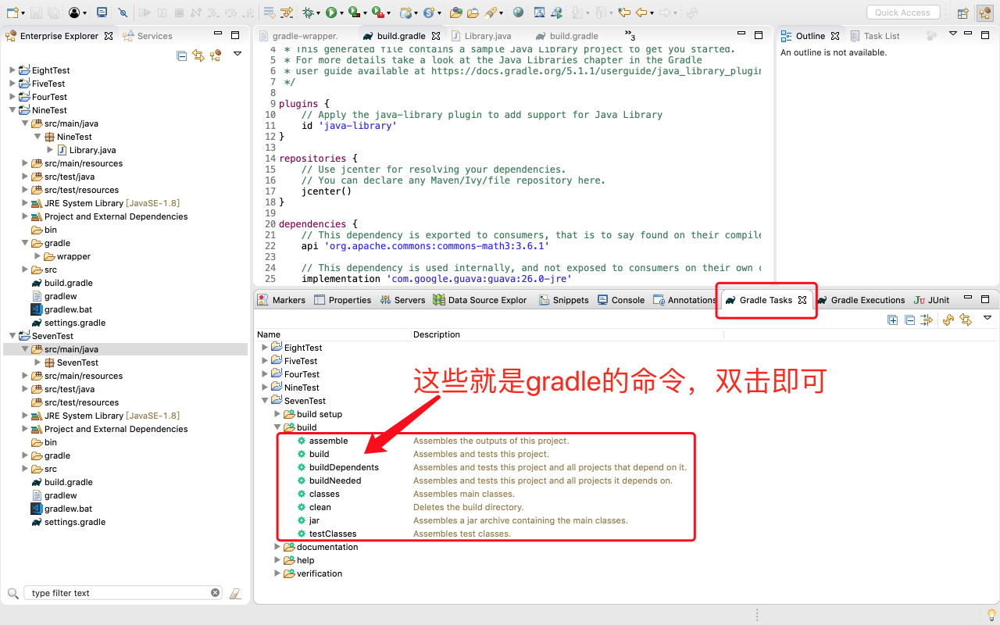 Quick Access
Enterprise Explorer
Services
EightTest
FiveTest
FourTest
NineTest
src/main/java
NineTest
Library.java
src/main/resources
src/test/java
src/test/resources
JRE System Library [JavaSE-1.8]
Project and External Dependencies
bin
gradle
wrapper
src
build.gradle
gradlew
gradlew.bat
settings.gradle
SevenTest
src/main/java
SevenTest
src/main/resources
src/test/java
src/test/resources
JRE System Library [JavaSE-1.8]
Project and External Dependencies
bin
gradle
src
build.gradle
gradlew
gradlew.bat
settings.gradle
type filter text
gradle-wrapper.
build.gradle
Library.java
build.gradle
»3
4 * This generated file contains a sample Java Library project to get you started.
5 * For more details take a look at the Java Libraries chapter in the Gradle
6 * user guide available at https://docs.gradle.org/5.1.1/userguide/java_library_plugin
7 */
8
9 plugins {
10 // Apply the java-library plugin to add support for Java Library
11 id 'java-library'
12 }
13
14 repositories {
15 // Use jcenter for resolving your dependencies.
16 // You can declare any Maven/Ivy/file repository here.
17 jcenter()
18 }
19
20 dependencies {
21 // This dependency is exported to consumers, that is to say found on their compile
22 api 'org.apache.commons:commons-math3:3.6.1'
23
24 // This dependency is used internally, and not exposed to consumers on their own c
25 implementation 'com.google.guava:guava:26.0-jre'
Outline
Task List
An outline is not available.
Markers
Properties
Servers
Data Source Explor
Snippets
Console
Annotations
Gradle Tasks
Gradle Executions
JUnit
Name Description
EightTest
FiveTest
FourTest
NineTest
SevenTest
这些就是gradle的命令，双击即可
build setup
build
assemble Assembles the outputs of this project.
build Assembles and tests this project.
buildDependents Assembles and tests this project and all projects that depend on it.
buildNeeded Assembles and tests this project and all projects it depends on.
classes Assembles main classes.
clean Deletes the build directory.
jar Assembles a jar archive containing the main classes.
testClasses Assembles test classes.
documentation
help
verification